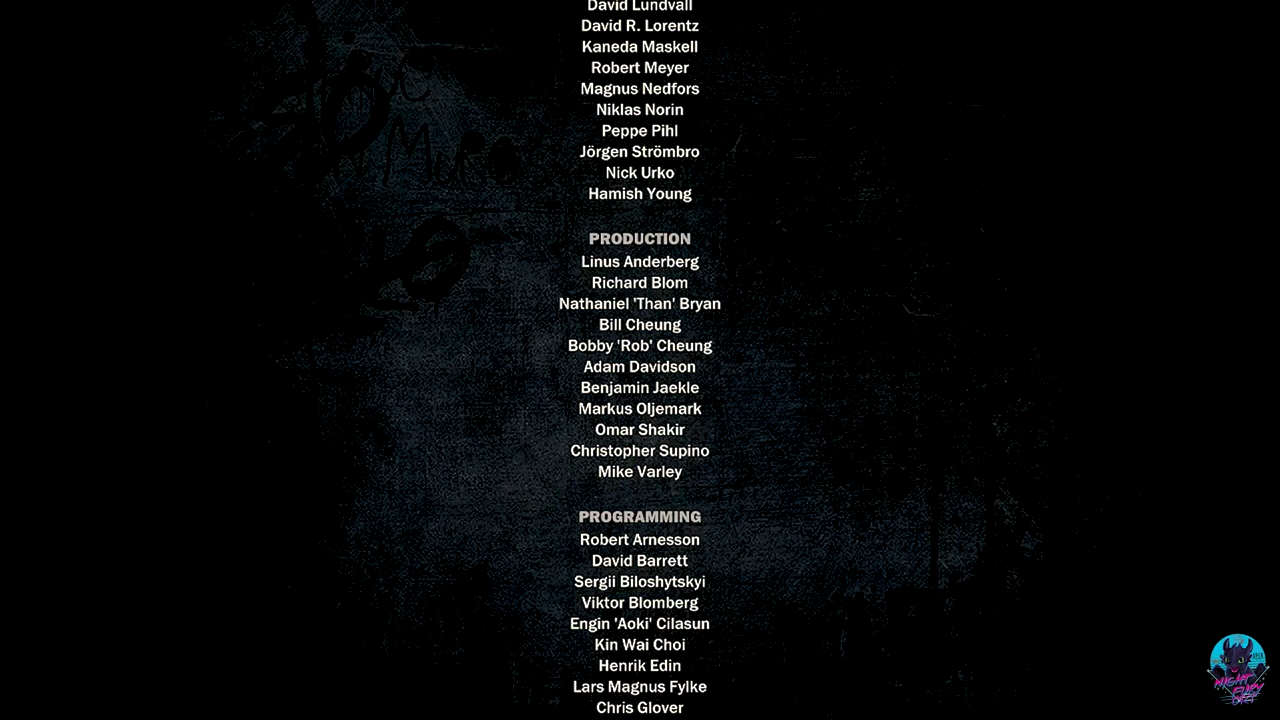 David Lundvall
David R. Lorentz
Kaneda Maskell
Robert Meyer
Magnus Nedfors
Niklas Norin
Peppe Pihl
Jörgen Strömbro
Nick Urko
Hamish Young
PRODUCTION
Linus Anderberg
Richard Blom
Nathaniel 'Than' Bryan
Bill Cheung
Bobby 'Rob' Cheung
Adam Davidson
Benjamin Jaekle
Markus Oljemark
Omar Shakir
Christopher Supino
Mike Varley
PROGRAMMING
Robert Arnesson
David Barrett
Sergii Biloshytskyi
Viktor Blomberg
Engin 'Aoki' Cilasun
Kin Wai Choi
Henrik Edin
Lars Magnus Fylke
Chris Glover
NIGHT
FURY